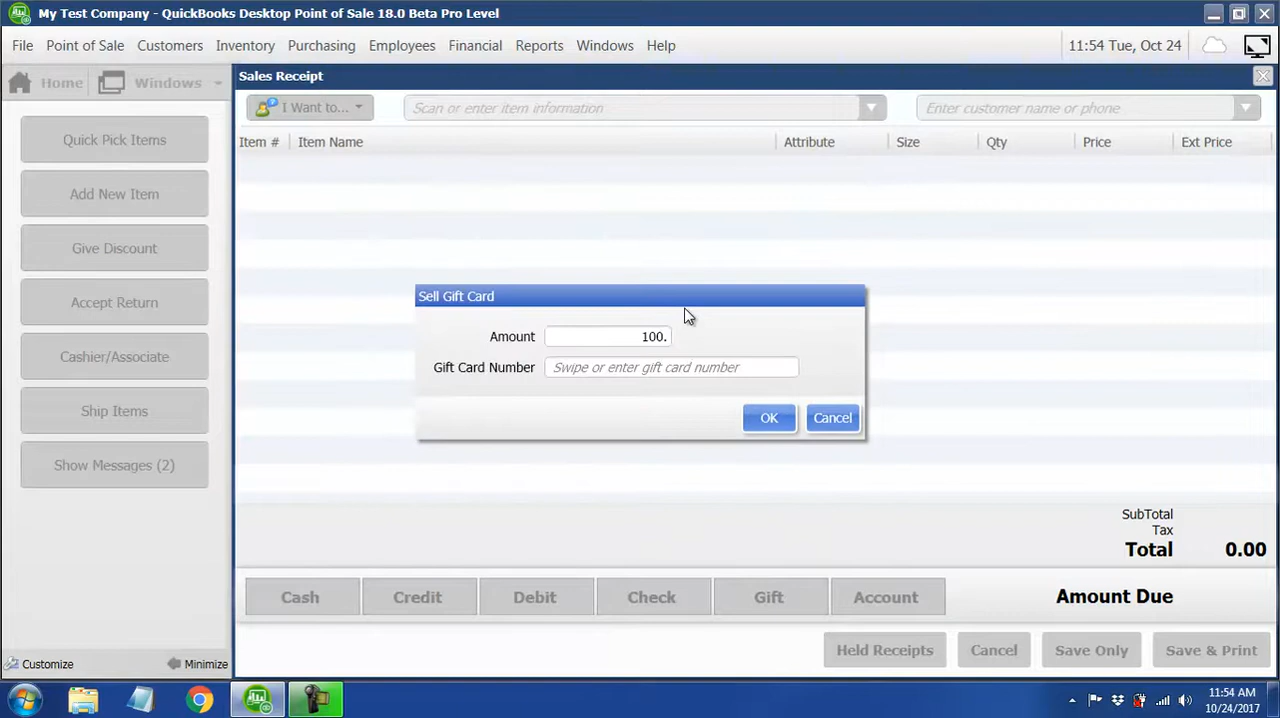 My Test Company - QuickBooks Desktop Point of Sale 18.0 Beta Pro Level
File Point of Sale Customers Inventory Purchasing Employees Financial Reports Windows Help 11:54 Tue, Oct 24
Home Windows
Sales Receipt
I Want to... Scan or enter item information Enter customer name or phone
Item # Item Name Attribute Size Qty Price Ext Price
Quick Pick Items
Add New Item
Give Discount
Accept Return
Cashier/Associate
Ship Items
Show Messages (2)
Sell Gift Card
Amount 100.
Gift Card Number Swipe or enter gift card number
OK Cancel
SubTotal
Tax
Total 0.00
Cash Credit Debit Check Gift Account Amount Due
Held Receipts Cancel Save Only Save & Print
Customize Minimize
11:54 AM
10/24/2017